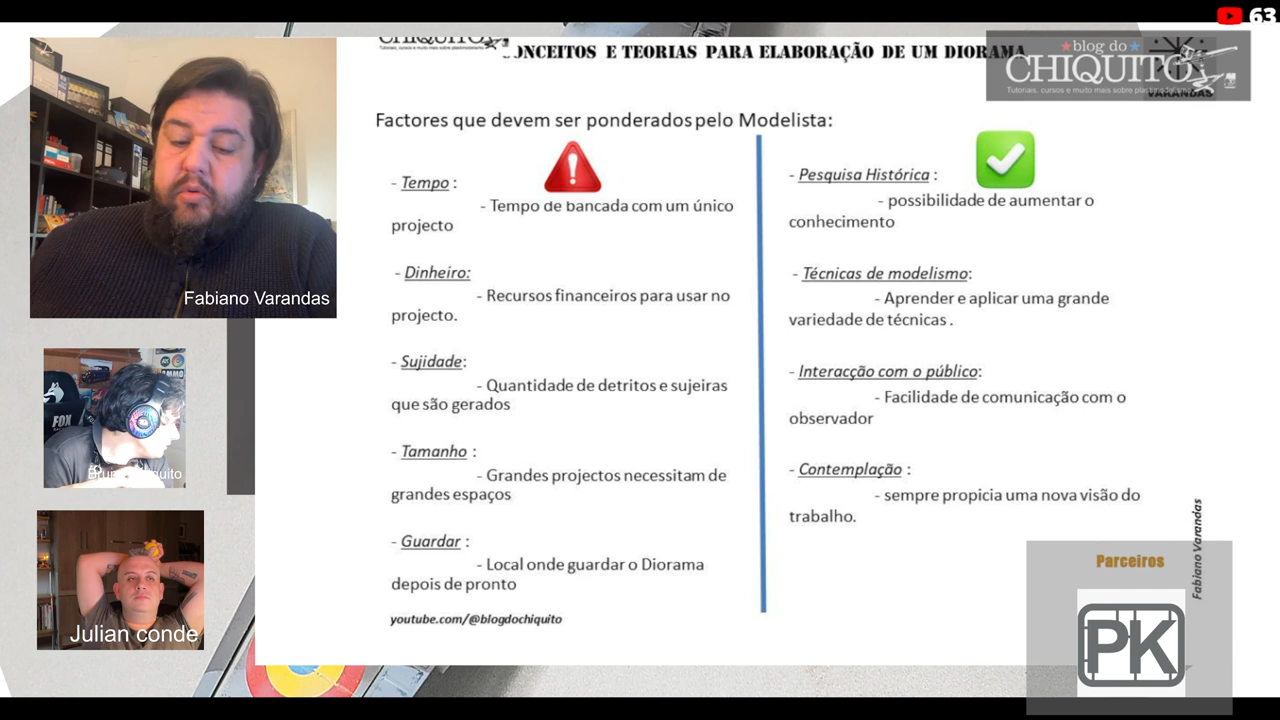 63
CHIQUITO
ONCEITOS E TEORIAS PARA ELABORAÇÃO DE UM DIORAMA
blog do
CHIQUITO
Tutoriais, cursos e muito mais sobre plastimodelismo
VARANDAS
Factores que devem ser ponderados pelo Modelista:
- Tempo :
- Tempo de bancada com um único
projecto
- Dinheiro:
- Recursos financeiros para usar no
projecto.
- Sujidade:
- Quantidade de detritos e sujeiras
que são gerados
- Tamanho :
- Grandes projectos necessitam de
grandes espaços
- Guardar :
- Local onde guardar o Diorama
depois de pronto
youtube.com/@blogdochiquito
- Pesquisa Histórica :
- possibilidade de aumentar o
conhecimento
- Técnicas de modelismo:
- Aprender e aplicar uma grande
variedade de técnicas .
- Interacção com o público:
- Facilidade de comunicação com o
observador
- Contemplação :
- sempre propicia uma nova visão do
trabalho.
Fabiano Varandas
Parceiros
PK
Fabiano Varandas
FOX
AMMO
Julian conde